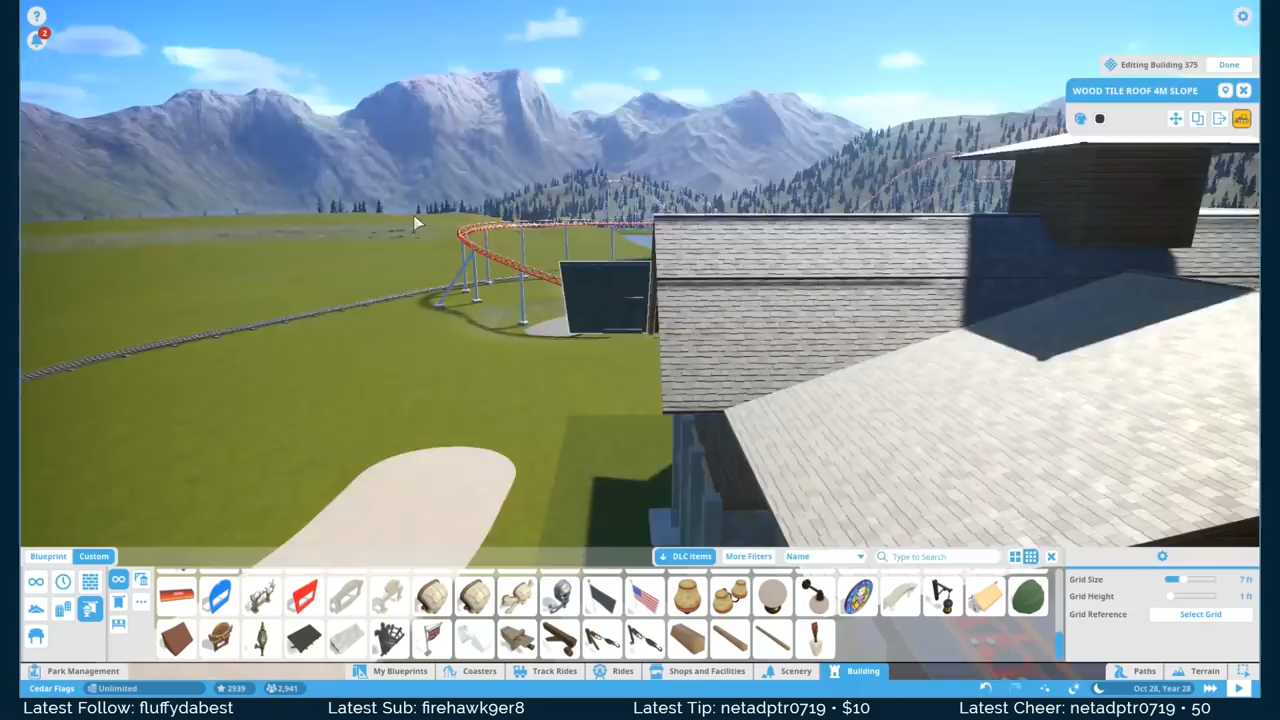 ?
2
Editing Building 375 Done
WOOD TILE ROOF 4M SLOPE
Blueprint Custom DLC Items More Filters Name Type to Search
Grid Size 7 ft
Grid Height 1 ft
Grid Reference Select Grid
Park Management My Blueprints Coasters Track Rides Rides Shops and Facilities Scenery Building Paths Terrain
Cedar Flags Unlimited 2939 2,941 Oct 28, Year 28
Latest Follow: fluffydabest Latest Sub: firehawk9er8 Latest Tip: netadptr0719 • $10 Latest Cheer: netadptr0719 • 50